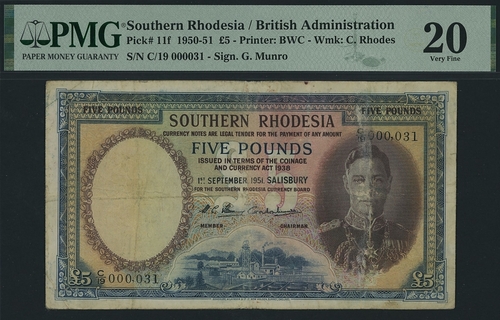 PMG
PAPER MONEY GUARANTY
Southern Rhodesia / British Administration
Pick# 11f 1950-51 £5 - Printer: BWC - Wmk: C. Rhodes
S/N C/19 000031 - Sign. G. Munro
20
Very Fine
FIVE POUNDS
FIVE POUNDS
SOUTHERN RHODESIA
CURRENCY NOTES ARE LEGAL TENDER FOR THE PAYMENT OF ANY AMOUNT
C/19 000,031
FIVE POUNDS
ISSUED IN TERMS OF THE COINAGE
AND CURRENCY ACT 1938
1ST SEPTEMBER 1951. SALISBURY
FOR THE SOUTHERN RHODESIA CURRENCY BOARD
MEMBER
CHAIRMAN
£5
C/19 000,031
£5